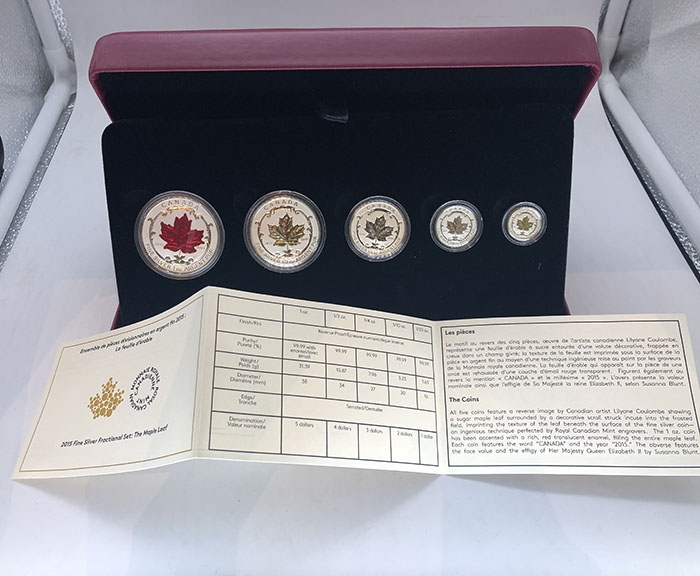 CANADA
CANADA
CANADA
Ensemble de pièces divisionnaires en argent fin 2015 :
La feuille d'érable
2015 Fine Silver Fractional Set: The Maple Leaf
1 oz. 1/2 oz. 1/4 oz. 1/10 oz. 1/20 oz.
Finish/Fini Reverse Proof/Épreuve numismatique inverse
Purity/
Pureté (%) 99.99 with
enamel/avec
émail 99.99 99.99 99.99 99.99
Weight/
Poids (g) 31.39 15.87 7.96
Diameter/
Diamètre (mm) 38 34 27 20 16
Edge/
Tranche Serrated/Dentelée
Denomination/
Valeur nominale 5 dollars 4 dollars 3 dollars 2 dollars 1 dollar
Les pièces
Le motif au revers des cinq pièces, œuvre de l'artiste canadienne Lilyane Coulombe,
représente une feuille d'érable à sucre entourée d'une volute décorative, frappée en
creux dans un champ givré; la texture de la feuille est imprimée sous la surface de la
pièce en argent fin au moyen d'une technique ingénieuse mise au point par les graveurs
de la Monnaie royale canadienne. La feuille d'érable qui apparaît sur la pièce de une
once est rehaussée d'une couche d'émail rouge transparent. Figurent également au
revers la mention « CANADA » et le millésime « 2015 ». L'avers présente la valeur
nominale ainsi que l'effigie de Sa Majesté la reine Elizabeth II, selon Susanna Blunt.
The Coins
All five coins feature a reverse image by Canadian artist Lilyane Coulombe showing
a sugar maple leaf surrounded by a decorative scroll, struck incuse into the frosted
field, imprinting the texture of the leaf beneath the surface of the fine silver coin—
an ingenious technique perfected by Royal Canadian Mint engravers. The 1 oz. coin
has been accented with a rich, red, translucent enamel, filling the entire maple leaf.
Each coin features the word "CANADA" and the year "2015." The obverse features
the face value and the effigy of Her Majesty Queen Elizabeth II by Susanna Blunt.